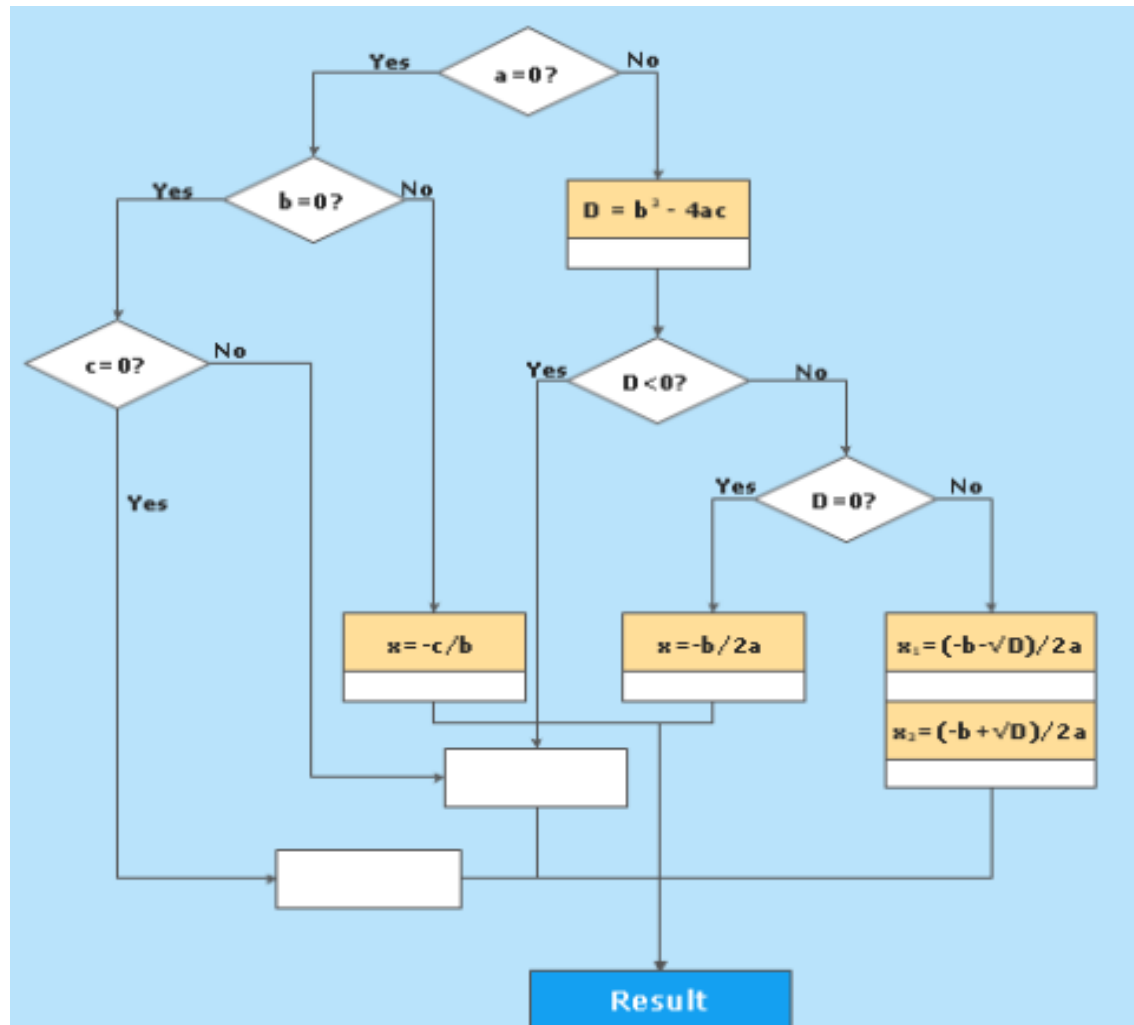 a=0?
Yes
No
b=0?
Yes
No
D = b² - 4ac
c=0?
No
Yes
D<0?
Yes
No
D=0?
Yes
No
Yes
x=-c/b
x=-b/2a
x₁=(-b-√D)/2a
x₂=(-b+√D)/2a
Result